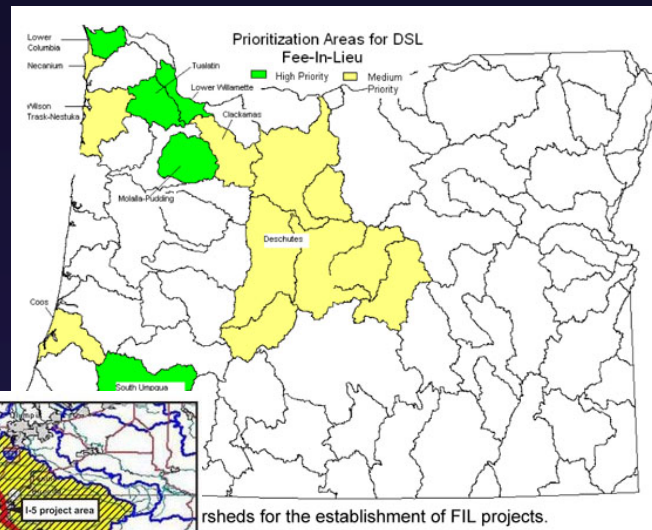 Prioritization Areas for DSL
Fee-In-Lieu
High Priority
Medium
Priority
Lower
Columbia
Necanium
Tualatin
Lower Willamette
Clackamas
Wilson
Trask-Nestuka
Molalla-Pudding
Deschutes
Coos
South Umpqua
I-5 project area
rsheds for the establishment of FIL projects.